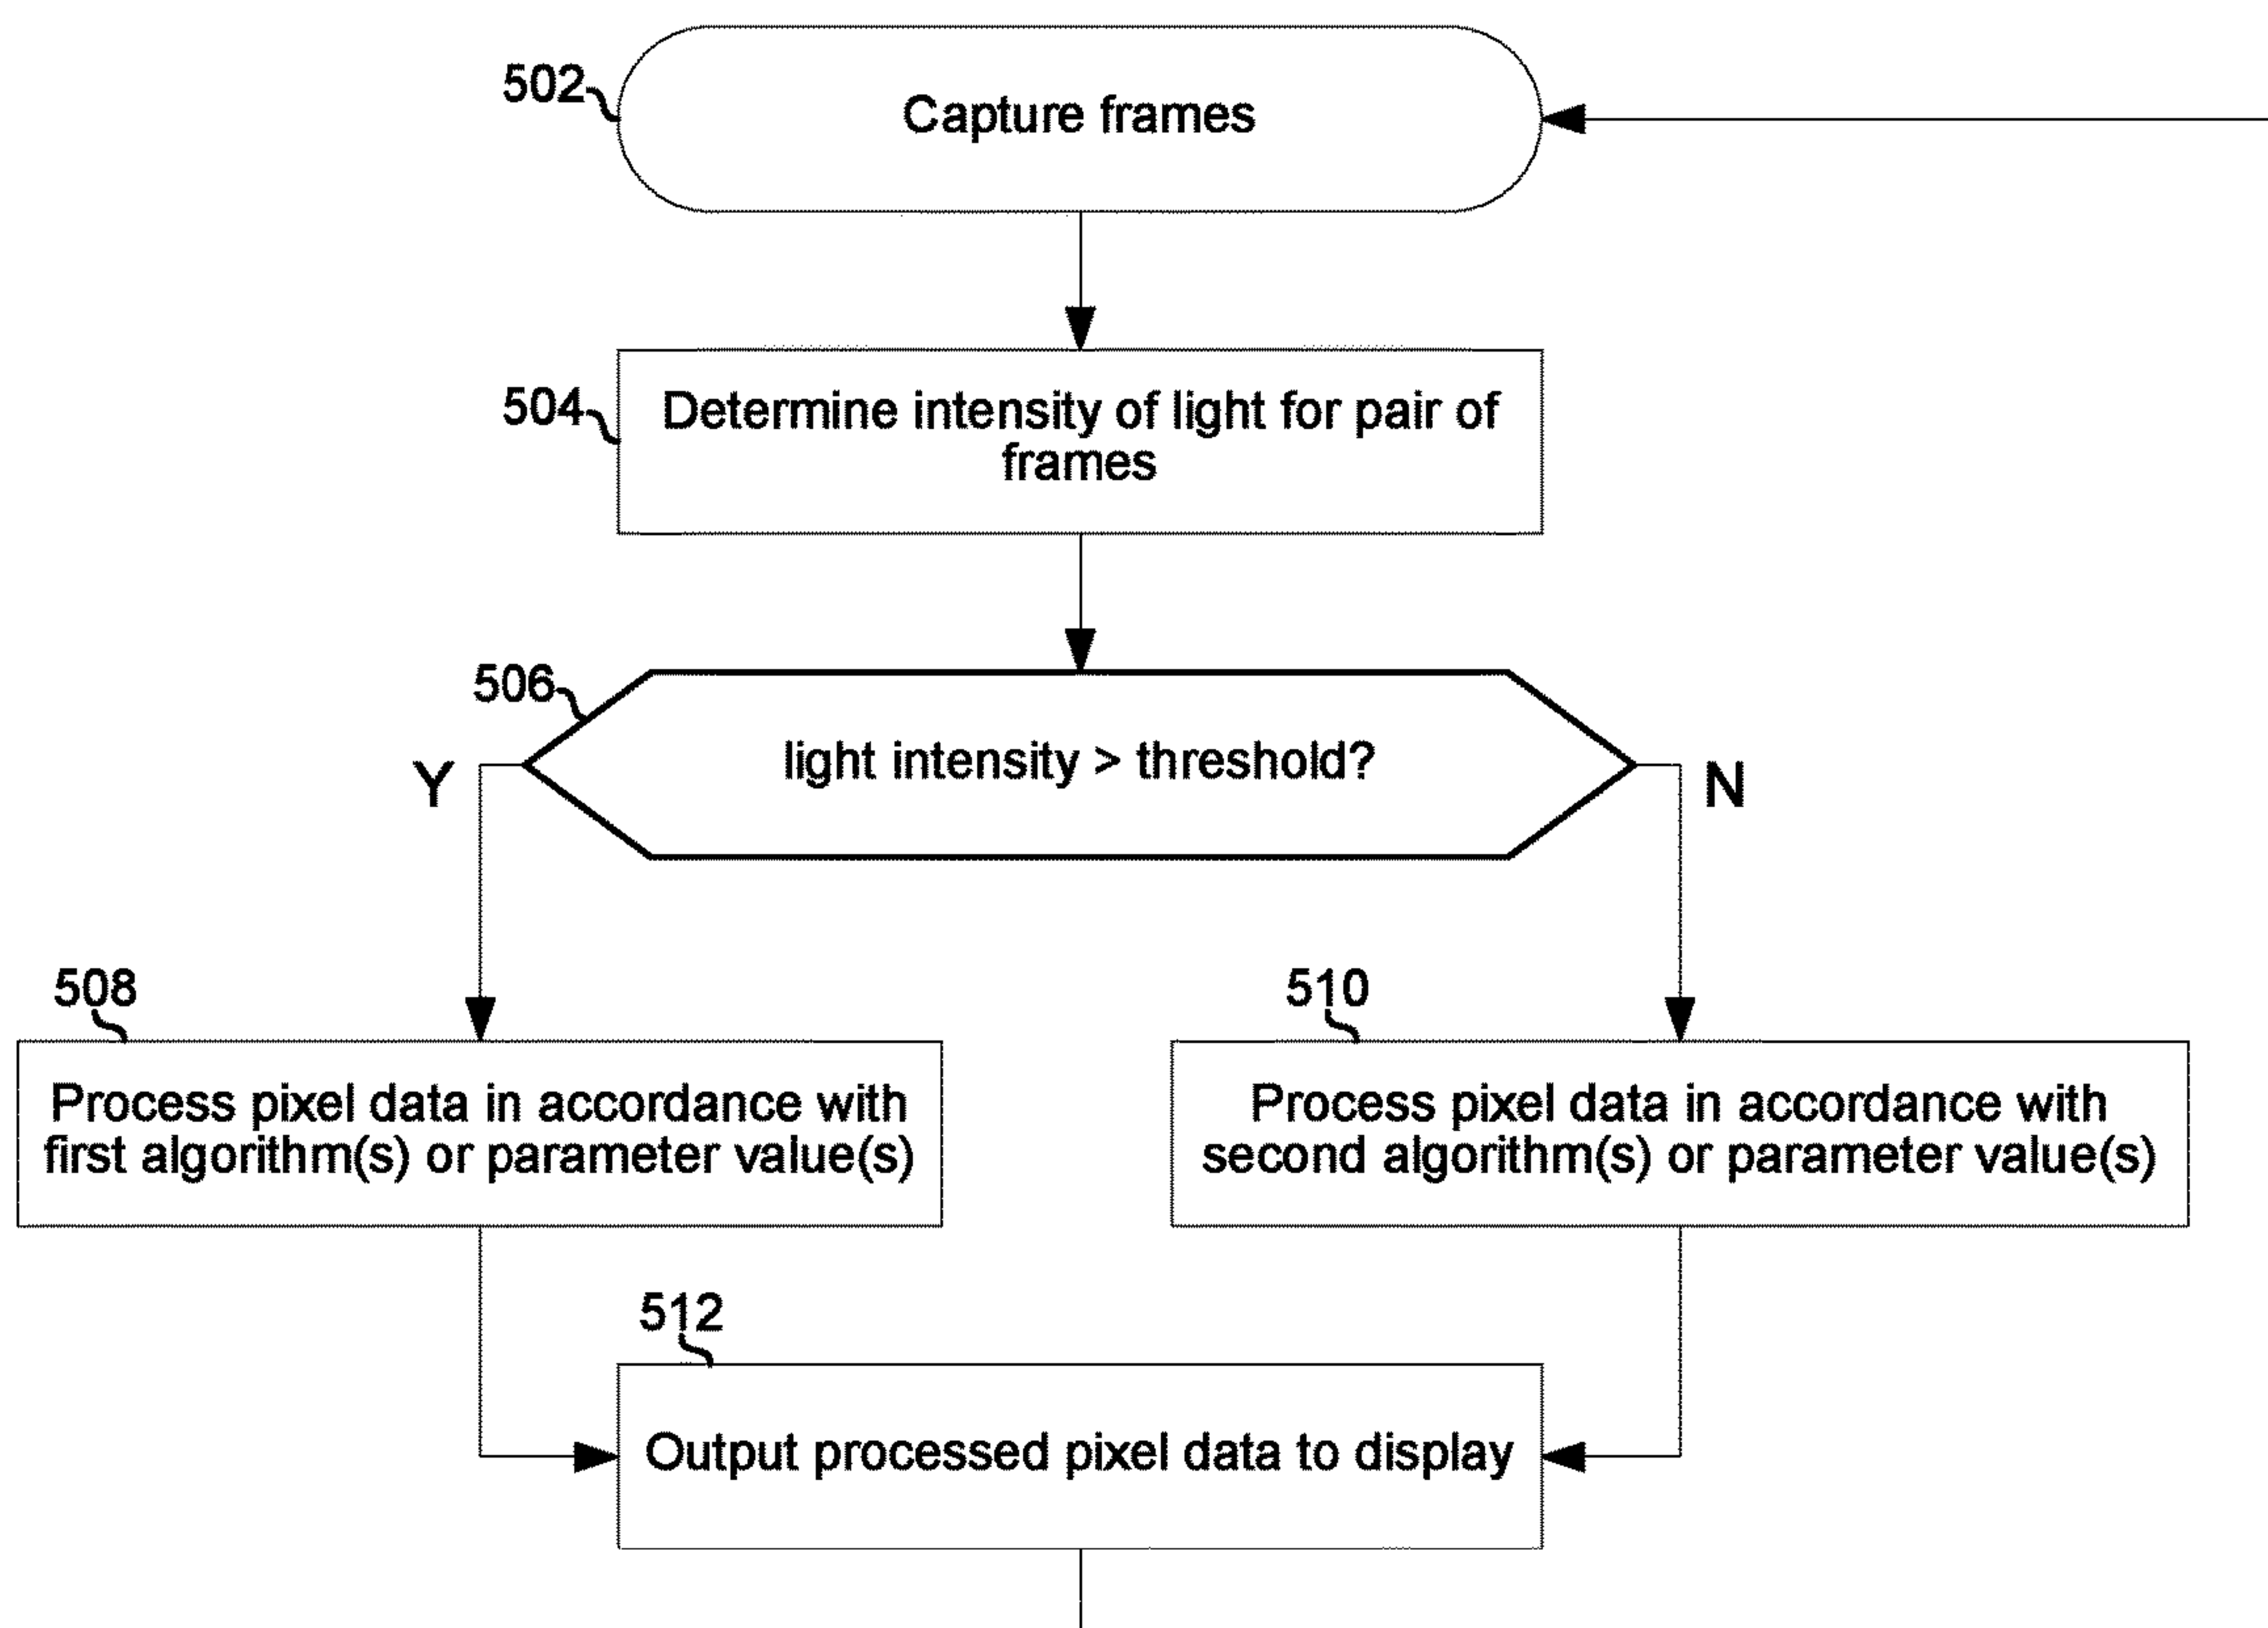 502
Capture frames
504
Determine intensity of light for pair of
frames
506
light intensity > threshold?
Y
N
508
510
Process pixel data in accordance with
first algorithm(s) or parameter value(s)
Process pixel data in accordance with
second algorithm(s) or parameter value(s)
512
Output processed pixel data to display